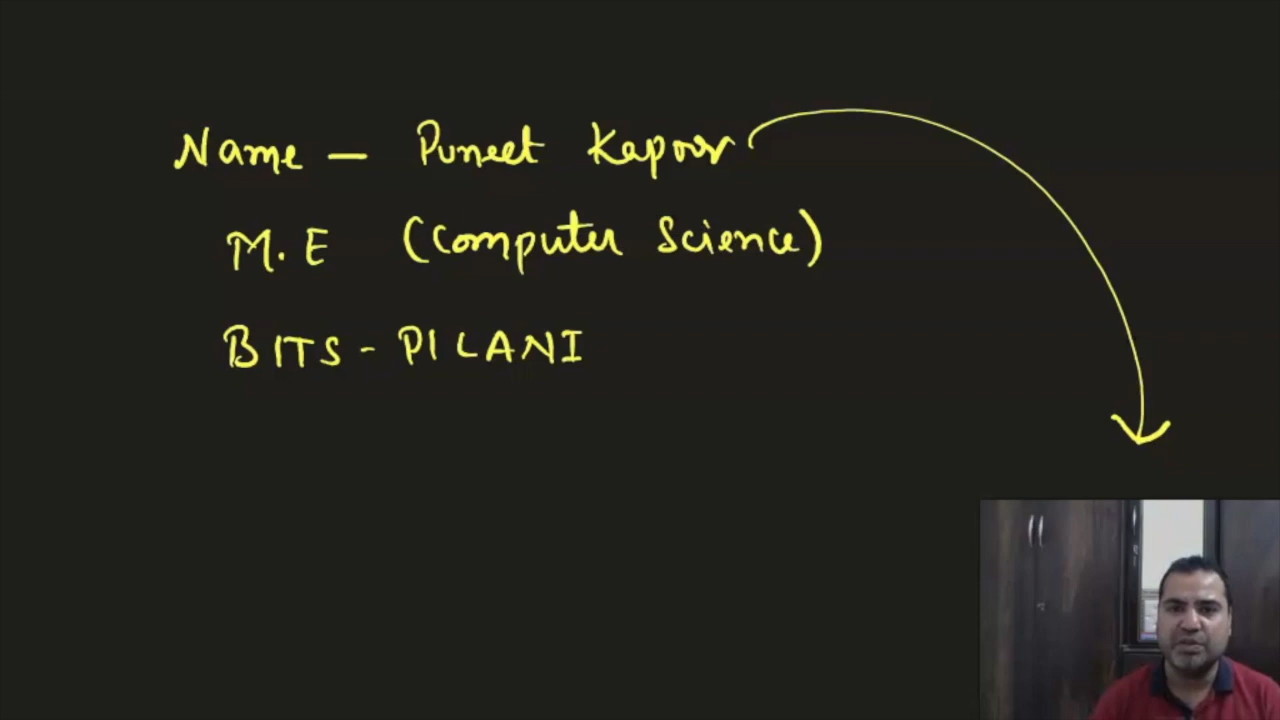 Name – Puneet Kapoor
M.E (Computer Science)
BITS - PILANI